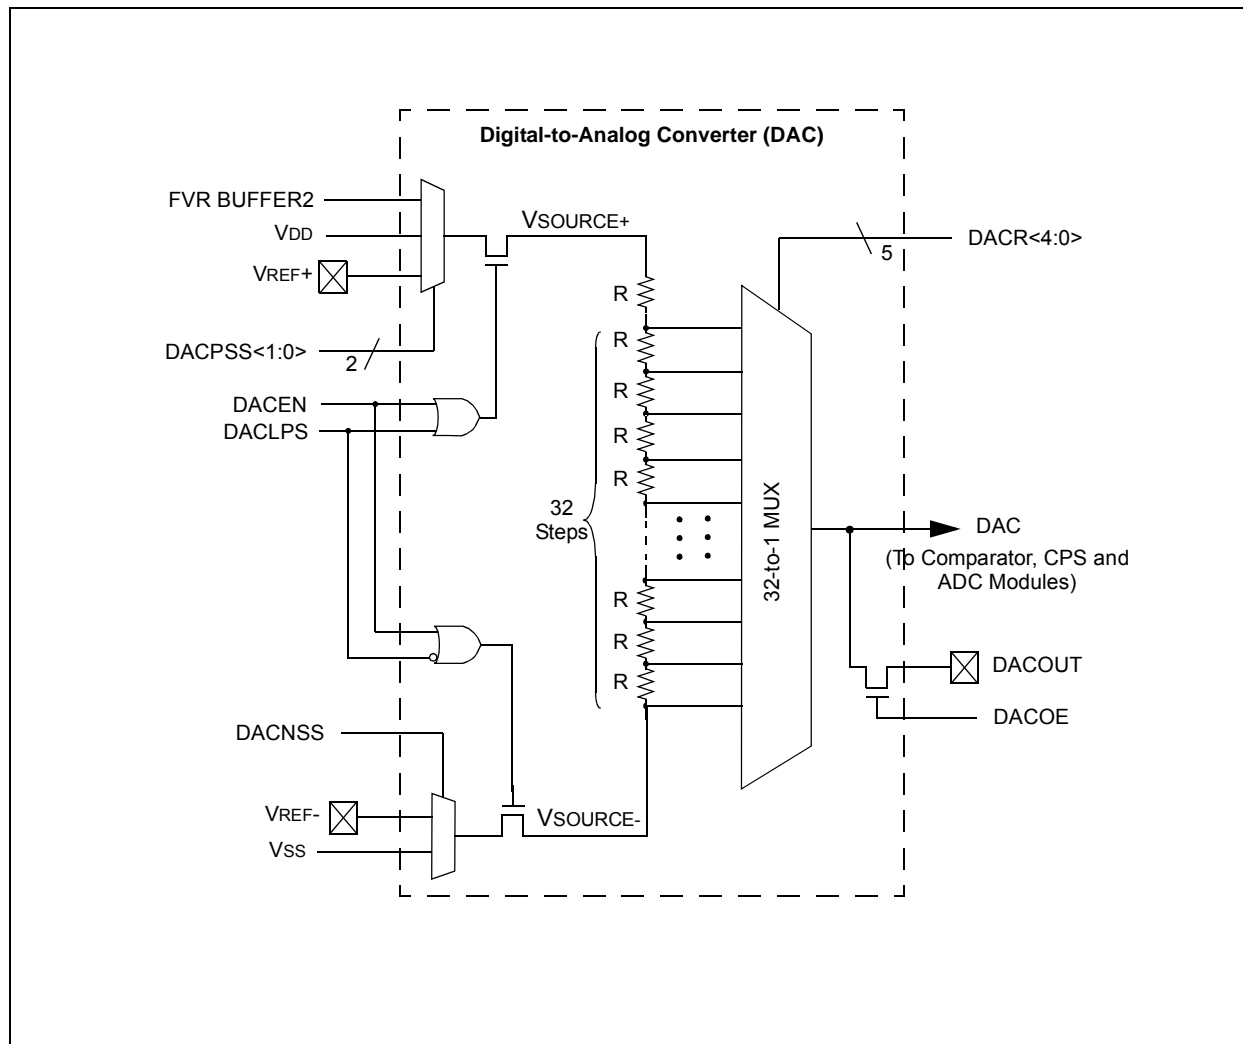 Digital-to-Analog Converter (DAC)
FVR BUFFER2
VDD
VREF+
DACPSS<1:0>
2
DACEN
DACLPS
VSOURCE+
R
R
R
R
R
32
Steps
R
R
R
32-to-1 MUX
5
DACR<4:0>
DAC
(To Comparator, CPS and
ADC Modules)
DACOUT
DACOE
DACNSS
VREF-
VSS
VSOURCE-